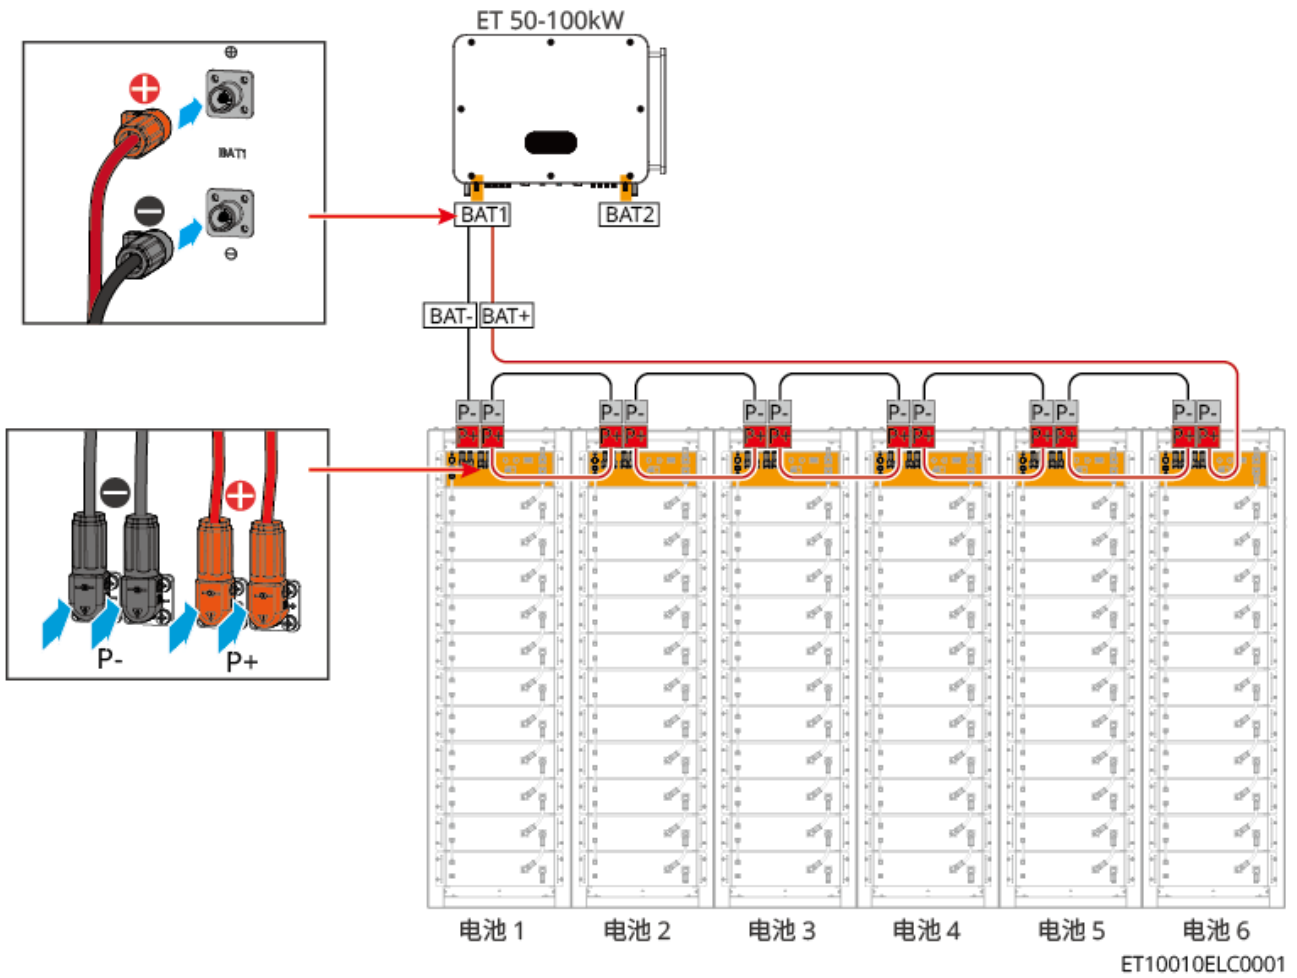 ET 50-100kW
BAT1
BAT1
BAT2
BAT-
BAT+
P- P- P- P- P- P- P- P- P- P- P- P-
P+ P+ P+ P+ P+ P+ P+ P+ P+ P+ P+ P+
P-
P+
电池 1
电池 2
电池 3
电池 4
电池 5
电池 6
ET10010ELC0001